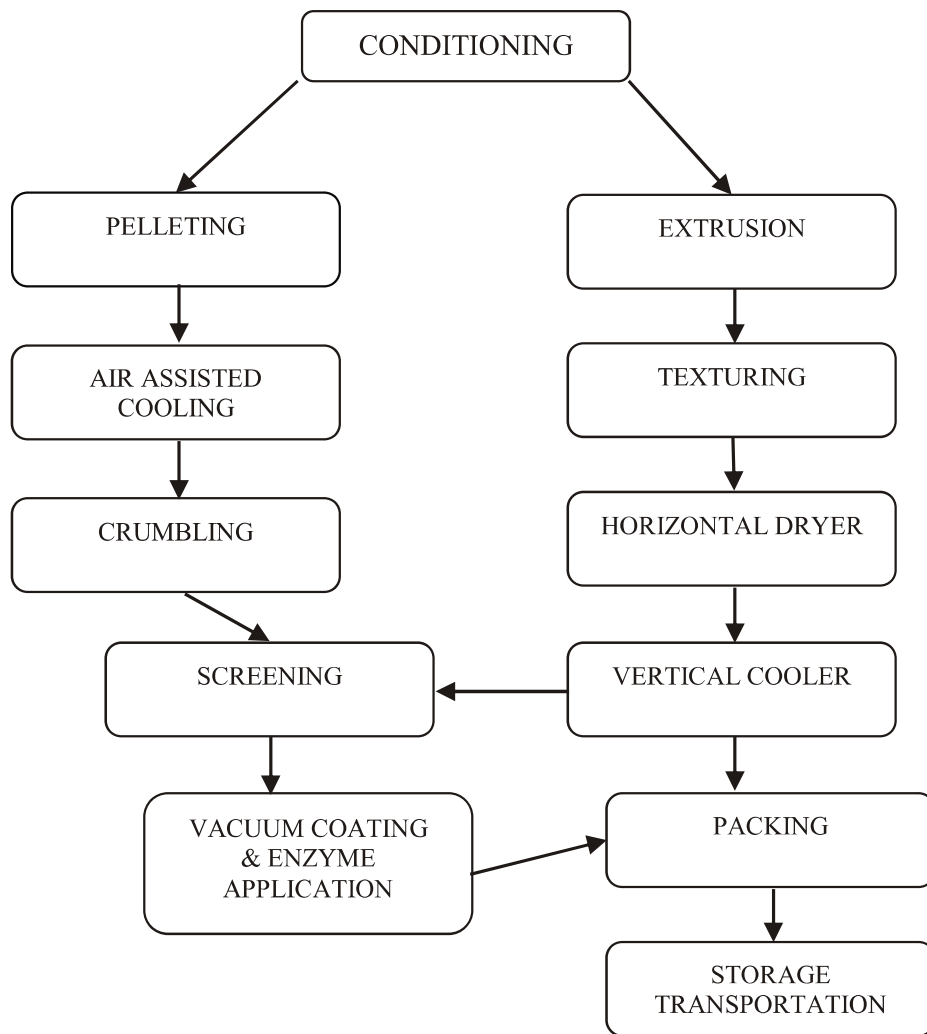 CONDITIONING
PELLETING
EXTRUSION
AIR ASSISTED
COOLING
TEXTURING
CRUMBLING
HORIZONTAL DRYER
SCREENING
VERTICAL COOLER
VACUUM COATING
& ENZYME
APPLICATION
PACKING
STORAGE
TRANSPORTATION